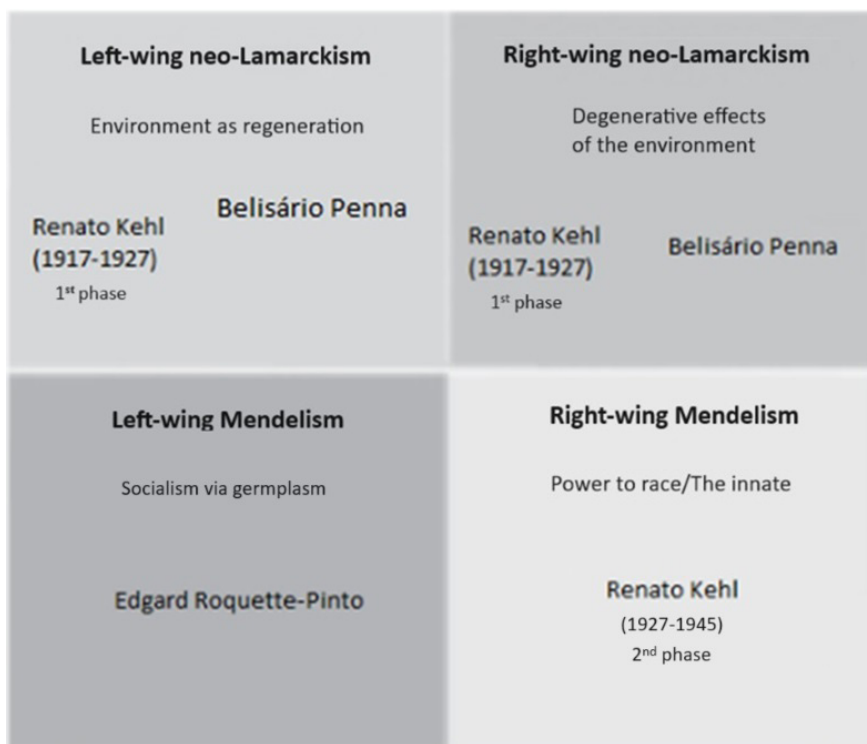 Left-wing neo-Lamarckism
Environment as regeneration
Belisário Penna
Renato Kehl
(1917-1927)
1st phase
Right-wing neo-Lamarckism
Degenerative effects
of the environment
Renato Kehl
(1917-1927)
1st phase
Belisário Penna
Left-wing Mendelism
Socialism via germplasm
Edgard Roquette-Pinto
Right-wing Mendelism
Power to race/The innate
Renato Kehl
(1927-1945)
2nd phase